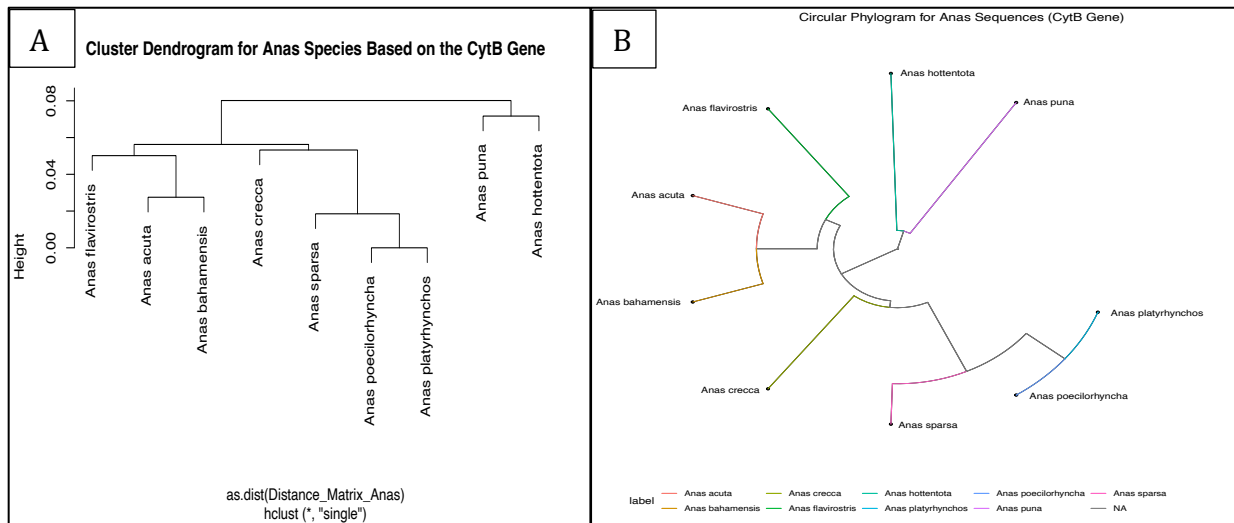 A
Cluster Dendrogram for Anas Species Based on the CytB Gene
Height
0.00
0.04
0.08
Anas flavirostris
Anas acuta
Anas bahamensis
Anas crecca
Anas sparsa
Anas poecilorhyncha
Anas platyrhynchos
Anas puna
Anas hottentota
as.dist(Distance_Matrix_Anas)
hclust (*, "single")
B
Circular Phylogram for Anas Sequences (CytB Gene)
Anas hottentota
Anas puna
Anas flavirostris
Anas acuta
Anas bahamensis
Anas platyrhynchos
Anas crecca
Anas poecilorhyncha
Anas sparsa
label
Anas acuta Anas crecca Anas hottentota Anas poecilorhyncha Anas sparsa
Anas bahamensis Anas flavirostris Anas platyrhynchos Anas puna NA